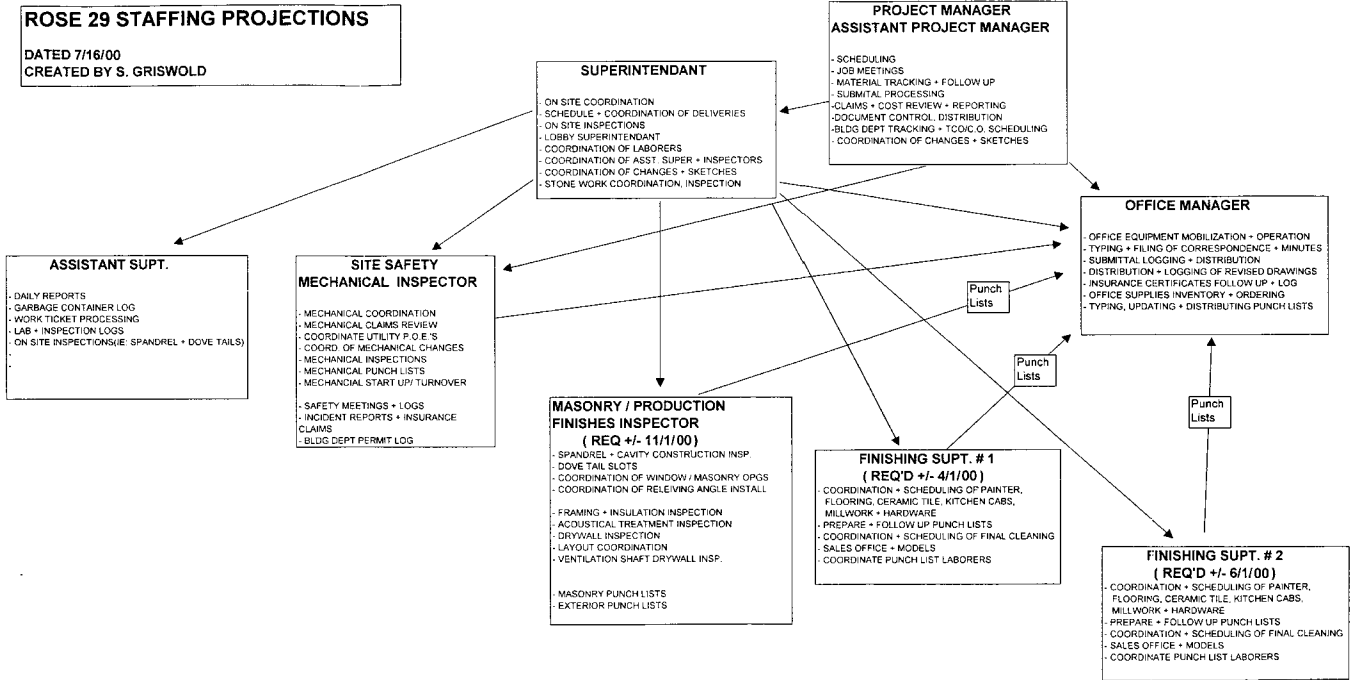 ROSE 29 STAFFING PROJECTIONS
DATED 7/16/00
CREATED BY S. GRISWOLD
PROJECT MANAGER
ASSISTANT PROJECT MANAGER
- SCHEDULING
- JOB MEETINGS
- MATERIAL TRACKING + FOLLOW UP
- SUBMITAL PROCESSING
-CLAIMS + COST REVIEW + REPORTING
-DOCUMENT CONTROL, DISTRIBUTION
-BLDG DEPT TRACKING + TCO/C.O. SCHEDULING
- COORDINATION OF CHANGES + SKETCHES
SUPERINTENDANT
- ON SITE COORDINATION
- SCHEDULE + COORDINATION OF DELIVERIES
- ON SITE INSPECTIONS
- LOBBY SUPERINTENDANT
- COORDINATION OF LABORERS
- COORDINATION OF ASST. SUPER + INSPECTORS
- COORDINATION OF CHANGES + SKETCHES
- STONE WORK COORDINATION, INSPECTION
OFFICE MANAGER
- OFFICE EQUIPMENT MOBILIZATION + OPERATION
- TYPING + FILING OF CORRESPONDENCE + MINUTES
- SUBMITTAL LOGGING + DISTRIBUTION
- DISTRIBUTION + LOGGING OF REVISED DRAWINGS
- INSURANCE CERTIFICATES FOLLOW UP + LOG
- OFFICE SUPPLIES INVENTORY + ORDERING
- TYPING, UPDATING + DISTRIBUTING PUNCH LISTS
ASSISTANT SUPT.
- DAILY REPORTS
- GARBAGE CONTAINER LOG
- WORK TICKET PROCESSING
- LAB + INSPECTION LOGS
- ON SITE INSPECTIONS(IE: SPANDREL + DOVE TAILS)
-
-
SITE SAFETY
MECHANICAL INSPECTOR
- MECHANICAL COORDINATION
- MECHANICAL CLAIMS REVIEW
- COORDINATE UTILITY P.O.E.'S
- COORD. OF MECHANICAL CHANGES
- MECHANICAL INSPECTIONS
- MECHANICAL PUNCH LISTS
- MECHANCIAL START UP/ TURNOVER
- SAFETY MEETINGS + LOGS
- INCIDENT REPORTS + INSURANCE
CLAIMS
- BLDG DEPT PERMIT LOG
Punch
Lists
Punch
Lists
Punch
Lists
MASONRY / PRODUCTION
FINISHES INSPECTOR
( REQ +/- 11/1/00)
- SPANDREL + CAVITY CONSTRUCTION INSP.
- DOVE TAIL SLOTS
- COORDINATION OF WINDOW / MASONRY OPGS
- COORDINATION OF RELEIVING ANGLE INSTALL
- FRAMING + INSULATION INSPECTION
- ACOUSTICAL TREATMENT INSPECTION
- DRYWALL INSPECTION
- LAYOUT COORDINATION
- VENTILATION SHAFT DRYWALL INSP.
- MASONRY PUNCH LISTS
- EXTERIOR PUNCH LISTS
FINISHING SUPT. # 1
( REQ'D +/- 4/1/00)
- COORDINATION + SCHEDULING OF PAINTER,
FLOORING, CERAMIC TILE, KITCHEN CABS,
MILLWORK + HARDWARE
- PREPARE + FOLLOW UP PUNCH LISTS
- COORDINATION + SCHEDULING OF FINAL CLEANING
- SALES OFFICE + MODELS
- COORDINATE PUNCH LIST LABORERS
FINISHING SUPT. # 2
( REQ'D +/- 6/1/00)
- COORDINATION + SCHEDULING OF PAINTER,
FLOORING, CERAMIC TILE, KITCHEN CABS,
MILLWORK + HARDWARE
- PREPARE + FOLLOW UP PUNCH LISTS
- COORDINATION + SCHEDULING OF FINAL CLEANING
- SALES OFFICE + MODELS
- COORDINATE PUNCH LIST LABORERS